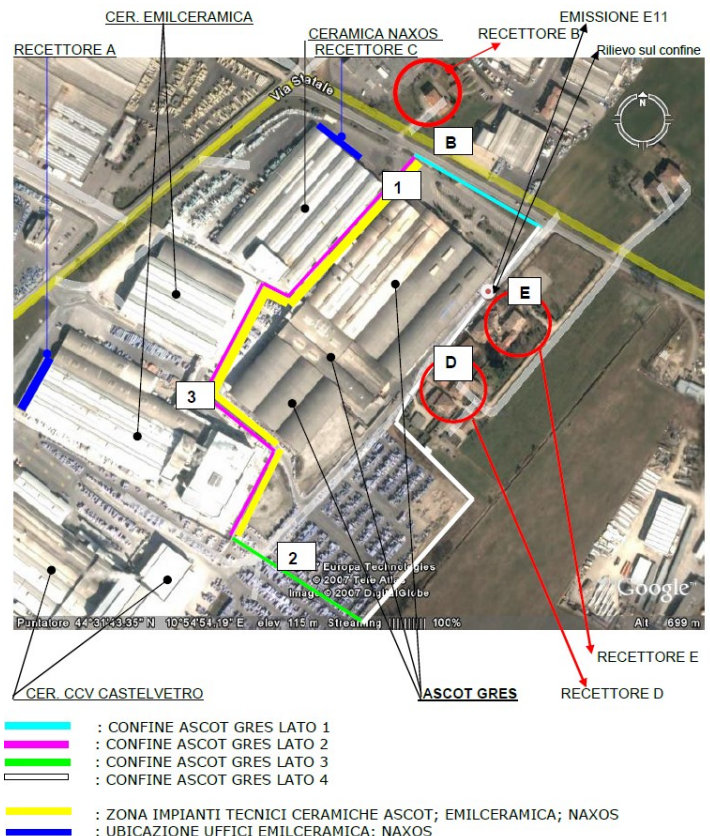 CER. EMILCERAMICA
EMISSIONE E11
CERAMICA NAXOS
RECETTORE B
RECETTORE A
RECETTORE C
Rilievo sul confine
Via Statale
N
B
1
E
D
3
2
7 Europa Technologies
© 2007 Tele Atlas
Image © 2007 DigitalGlobe
Google™
Puntatore 44°31'43.35" N 10°54'54.19" E elev 115 m Streaming |||||||||| 100% Alt 699 m
RECETTORE E
CER. CCV CASTELVETRO
ASCOT GRES
RECETTORE D
: CONFINE ASCOT GRES LATO 1
: CONFINE ASCOT GRES LATO 2
: CONFINE ASCOT GRES LATO 3
: CONFINE ASCOT GRES LATO 4
: ZONA IMPIANTI TECNICI CERAMICHE ASCOT; EMILCERAMICA; NAXOS
: UBICAZIONE UFFICI EMILCERAMICA; NAXOS